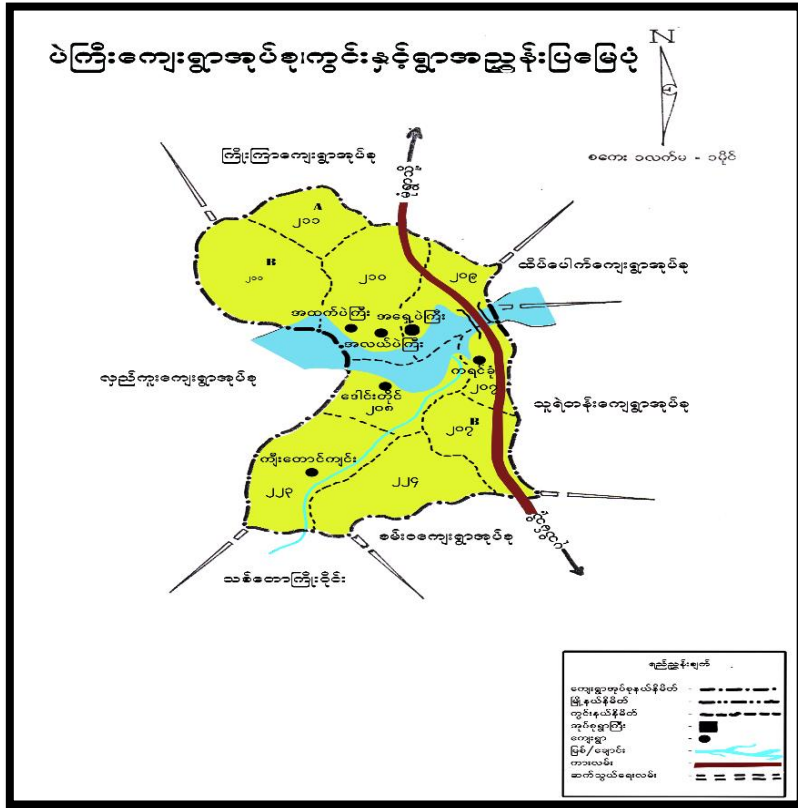 ပဲကြီးကျေးရွာအုပ်စု၊ကွင်းနှင့်ရွာအညွှန်းပြမြေပုံ
N
စကေး ၁လက်မ - ၁မိုင်
ကြိုးကြာကျေးရွာအုပ်စု
A
၂၁၁
B
၂၁၁
၂၁၀
၂၀၉
ထိပ်ပေါက်ကျေးရွာအုပ်စု
အထက်ပဲကြီး
အရှေ့ပဲကြီး
အလယ်ပဲကြီး
လှည်ကူးကျေးရွာအုပ်စု
ကရင်ခုံ
၂၀၇
ဒေါင်းတိုင်
၂၀၈
သူရဲတန်းကျေးရွာအုပ်စု
B
၂၀၇
ကျီးတောင်ကျင်း
၂၂၃
၂၂၄
စမ်းဝကျေးရွာအုပ်စု
သစ်တောကြိုးဝိုင်း
ရည်ညွှန်းချက်
ကျေးရွာအုပ်စုနယ်နိမိတ်
မြို့နယ်နိမိတ်
ကွင်းနယ်နိမိတ်
အုပ်စုရွာကြီး
ကျေးရွာ
မြစ်/ချောင်း
ကားလမ်း
ဆက်သွယ်ရေးလမ်း